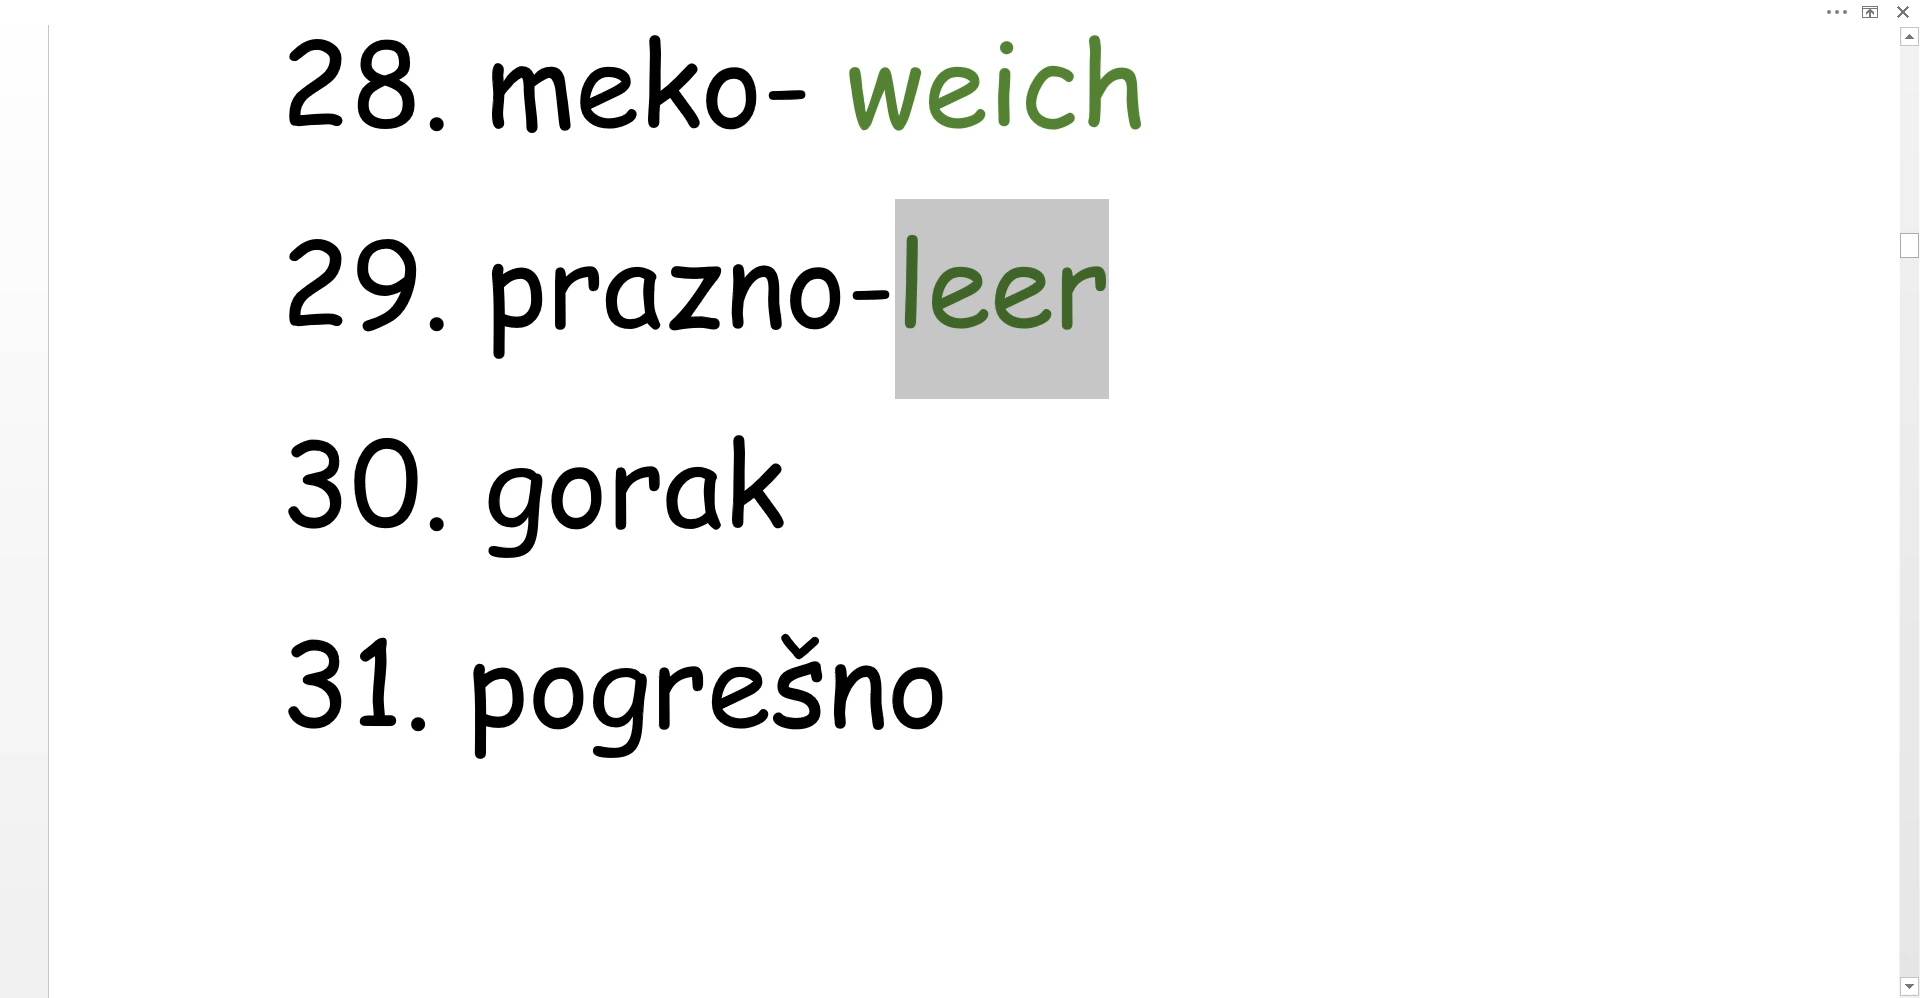 28. meko- weich
29. prazno-leer
30. gorak
31. pogrešno